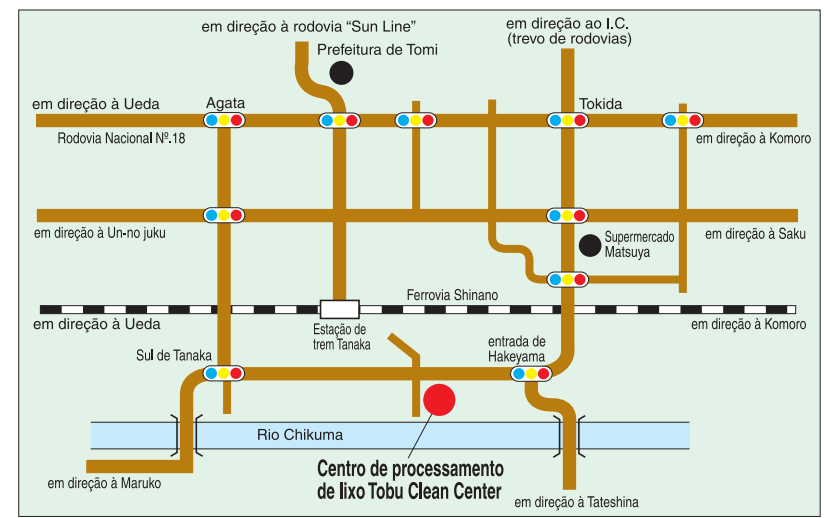 em direção à rodovia “Sun Line”
em direção ao I.C.
(trevo de rodovias)
Prefeitura de Tomi
em direção à Ueda
Agata
Tokida
Rodovia Nacional Nº.18
em direção à Komoro
em direção à Un-no juku
em direção à Saku
Supermercado
Matsuya
Ferrovia Shinano
em direção à Ueda
em direção à Komoro
Estação de
trem Tanaka
entrada de
Hakeyama
Sul de Tanaka
Rio Chikuma
Centro de processamento
de lixo Tobu Clean Center
em direção à Maruko
em direção à Tateshina